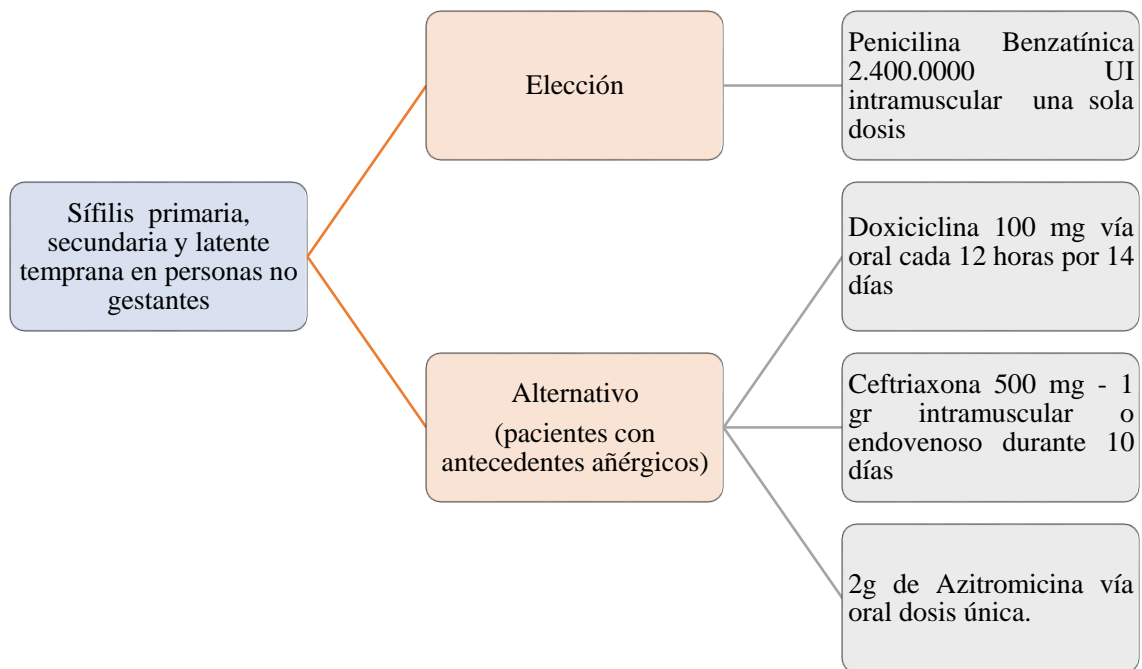 Sífilis primaria,
secundaria y latente
temprana en personas no
gestantes
Elección
Penicilina Benzatínica
2.400.0000 UI
intramuscular una sola
dosis
Alternativo
(pacientes con
antecedentes añérgicos)
Doxiciclina 100 mg vía
oral cada 12 horas por 14
días
Ceftriaxona 500 mg - 1
gr intramuscular o
endovenoso durante 10
días
2g de Azitromicina vía
oral dosis única.